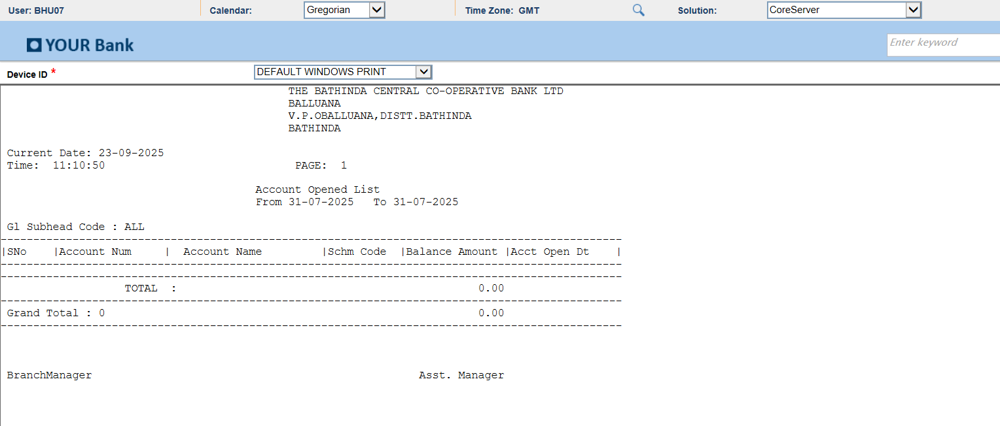 User: BHU07 Calendar: Gregorian Time Zone: GMT Solution: CoreServer
YOUR Bank Enter keyword
Device ID * DEFAULT WINDOWS PRINT
THE BATHINDA CENTRAL CO-OPERATIVE BANK LTD
BALLUANA
V.P.OBALLUANA,DISTT.BATHINDA
BATHINDA
Current Date: 23-09-2025
Time: 11:10:50 PAGE: 1
Account Opened List
From 31-07-2025 To 31-07-2025
Gl Subhead Code : ALL
|SNo |Account Num | Account Name |Schm Code |Balance Amount |Acct Open Dt |
TOTAL : 0.00
Grand Total : 0 0.00
BranchManager Asst. Manager